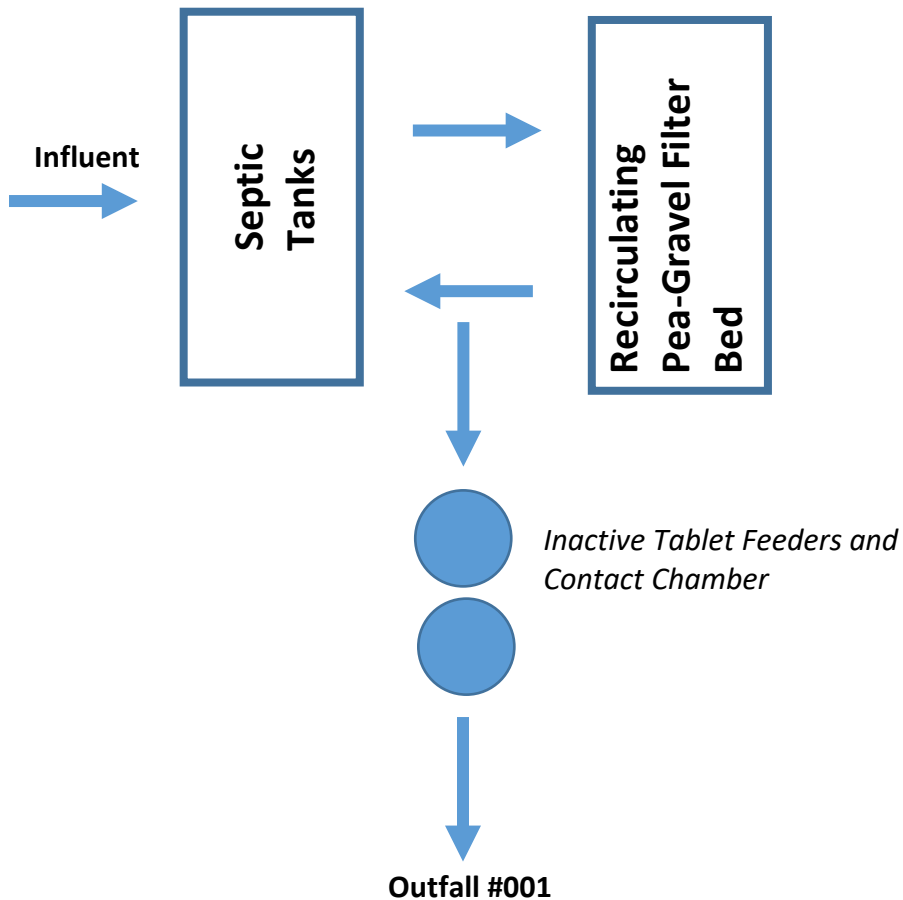 Influent
Septic
Tanks
Recirculating
Pea-Gravel Filter
Bed
Inactive Tablet Feeders and
Contact Chamber
Outfall #001